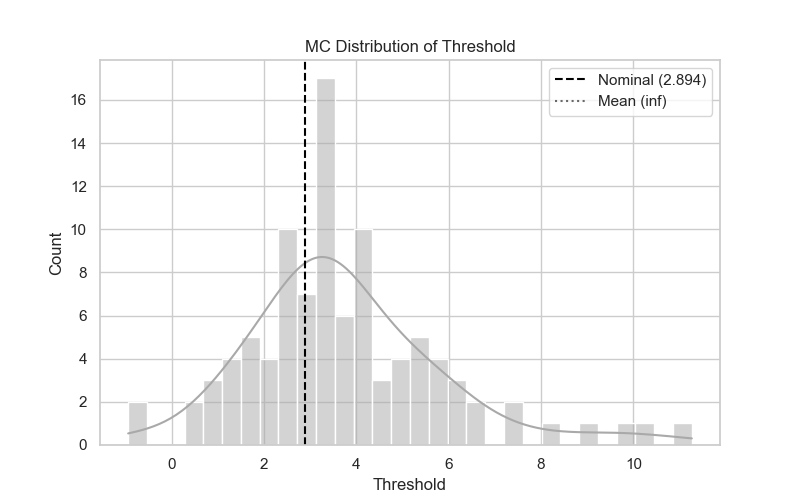 MC Distribution of Threshold
Nominal (2.894)
Mean (inf)
Count
16
14
12
10
8
6
4
2
0
0 2 4 6 8 10
Threshold